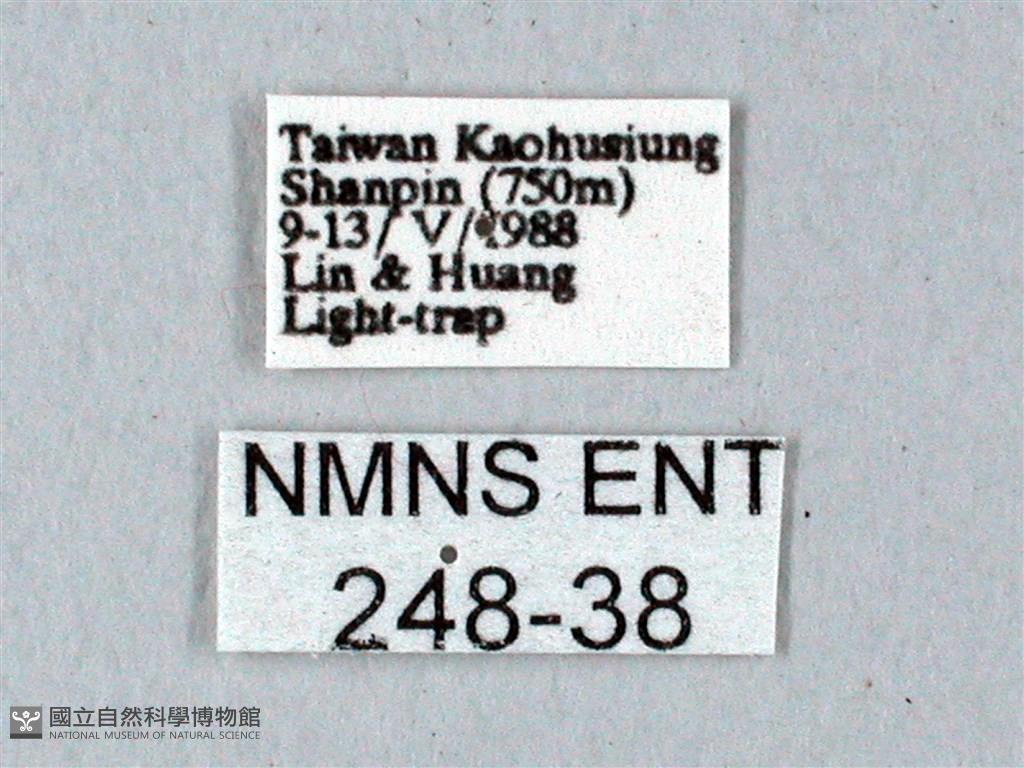 Taiwan Kaohusiung
Shanpin (750m)
9-13/ V/1988
Lin & Huang
Light-trap
NMNS ENT
248-38
國立自然科學博物館
NATIONAL MUSEUM OF NATURAL SCIENCE